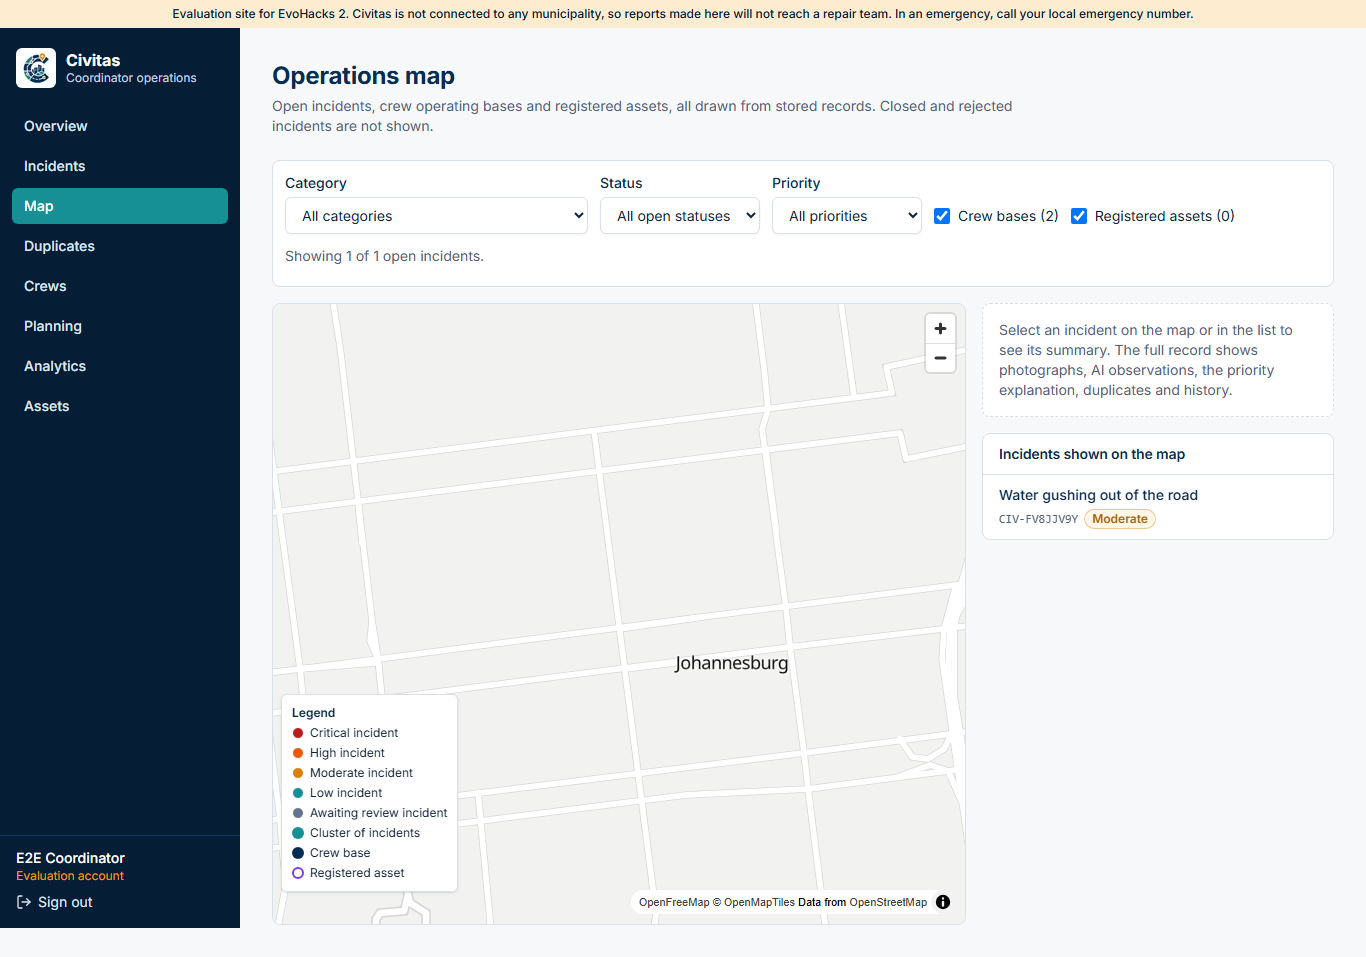 Evaluation site for EvoHacks 2. Civitas is not connected to any municipality, so reports made here will not reach a repair team. In an emergency, call your local emergency number.
Civitas
Coordinator operations
Overview
Incidents
Map
Duplicates
Crews
Planning
Analytics
Assets
E2E Coordinator
Evaluation account
Sign out
Operations map
Open incidents, crew operating bases and registered assets, all drawn from stored records. Closed and rejected
incidents are not shown.
Category
Status
Priority
All categories
All open statuses
All priorities
Crew bases (2)
Registered assets (0)
Showing 1 of 1 open incidents.
Johannesburg
Legend
Critical incident
High incident
Moderate incident
Low incident
Awaiting review incident
Cluster of incidents
Crew base
Registered asset
OpenFreeMap © OpenMapTiles Data from OpenStreetMap
Select an incident on the map or in the list to
see its summary. The full record shows
photographs, AI observations, the priority
explanation, duplicates and history.
Incidents shown on the map
Water gushing out of the road
CIV-FV8JJV9Y Moderate